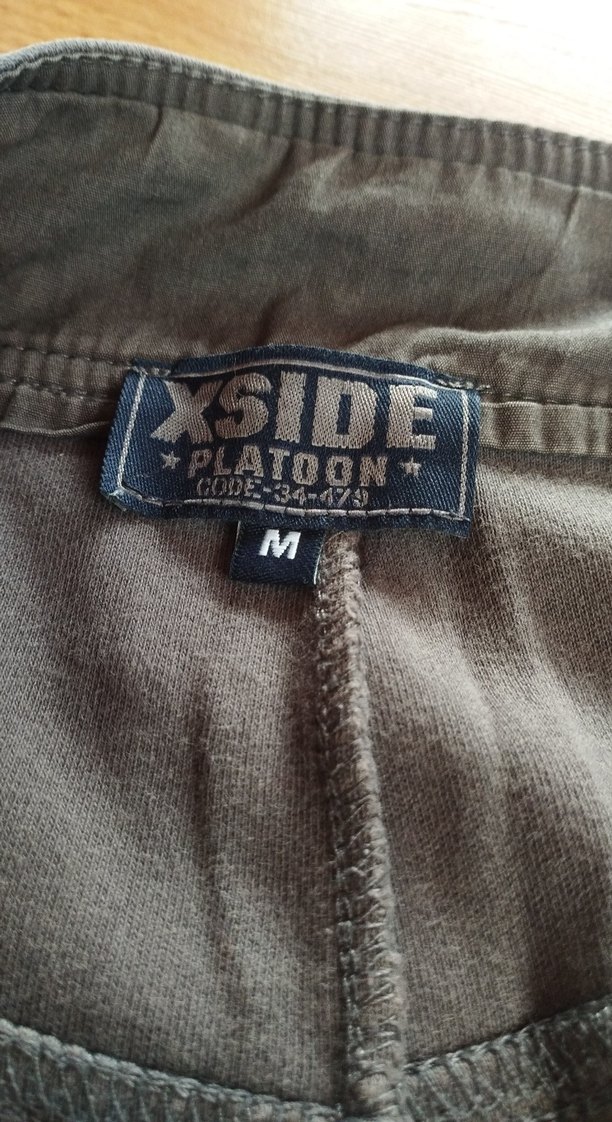 XSIDE
★ PLATOON ★
CODE-34-479
M